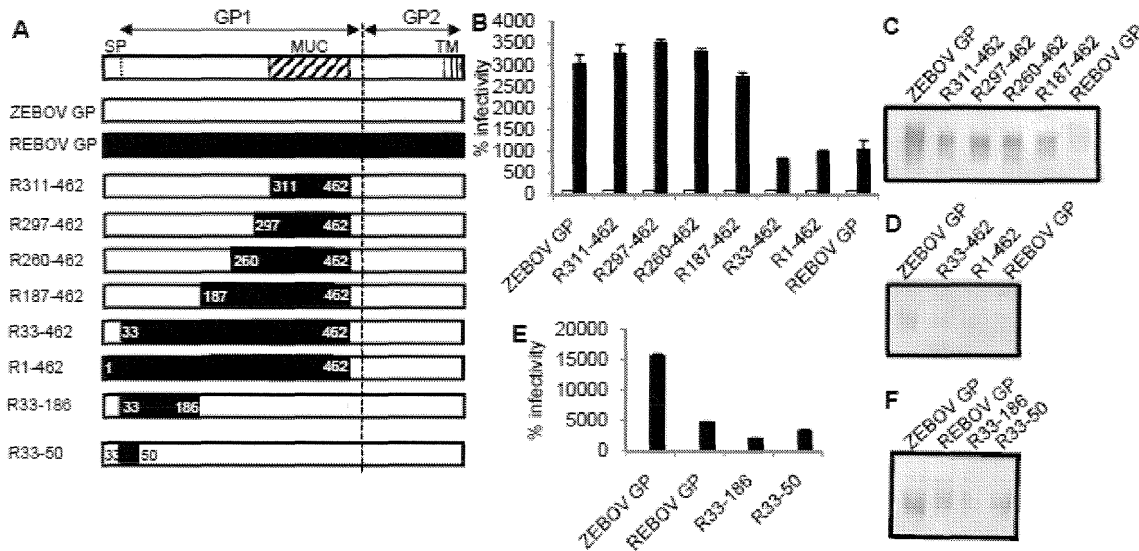 A
GP1
GP2
SP
MUC
TM
ZEBOV GP
REBOV GP
R311-462
311 462
R297-462
297 462
R260-462
260 462
R187-462
187 462
R33-462
33 462
R1-462
1 462
R33-186
33 186
R33-50
33 50
B
% infectivity
4000
3500
3000
2500
2000
1500
1000
500
0
ZEBOV GP
R311-462
R297-462
R260-462
R187-462
R33-462
R1-462
REBOV GP
C
ZEBOV GP
R311-462
R297-462
R260-462
R187-462
REBOV GP
D
ZEBOV GP
R33-462
R1-462
REBOV GP
E
% infectivity
20000
15000
10000
5000
0
ZEBOV GP
REBOV GP
R33-186
R33-50
F
ZEBOV GP
REBOV GP
R33-186
R33-50